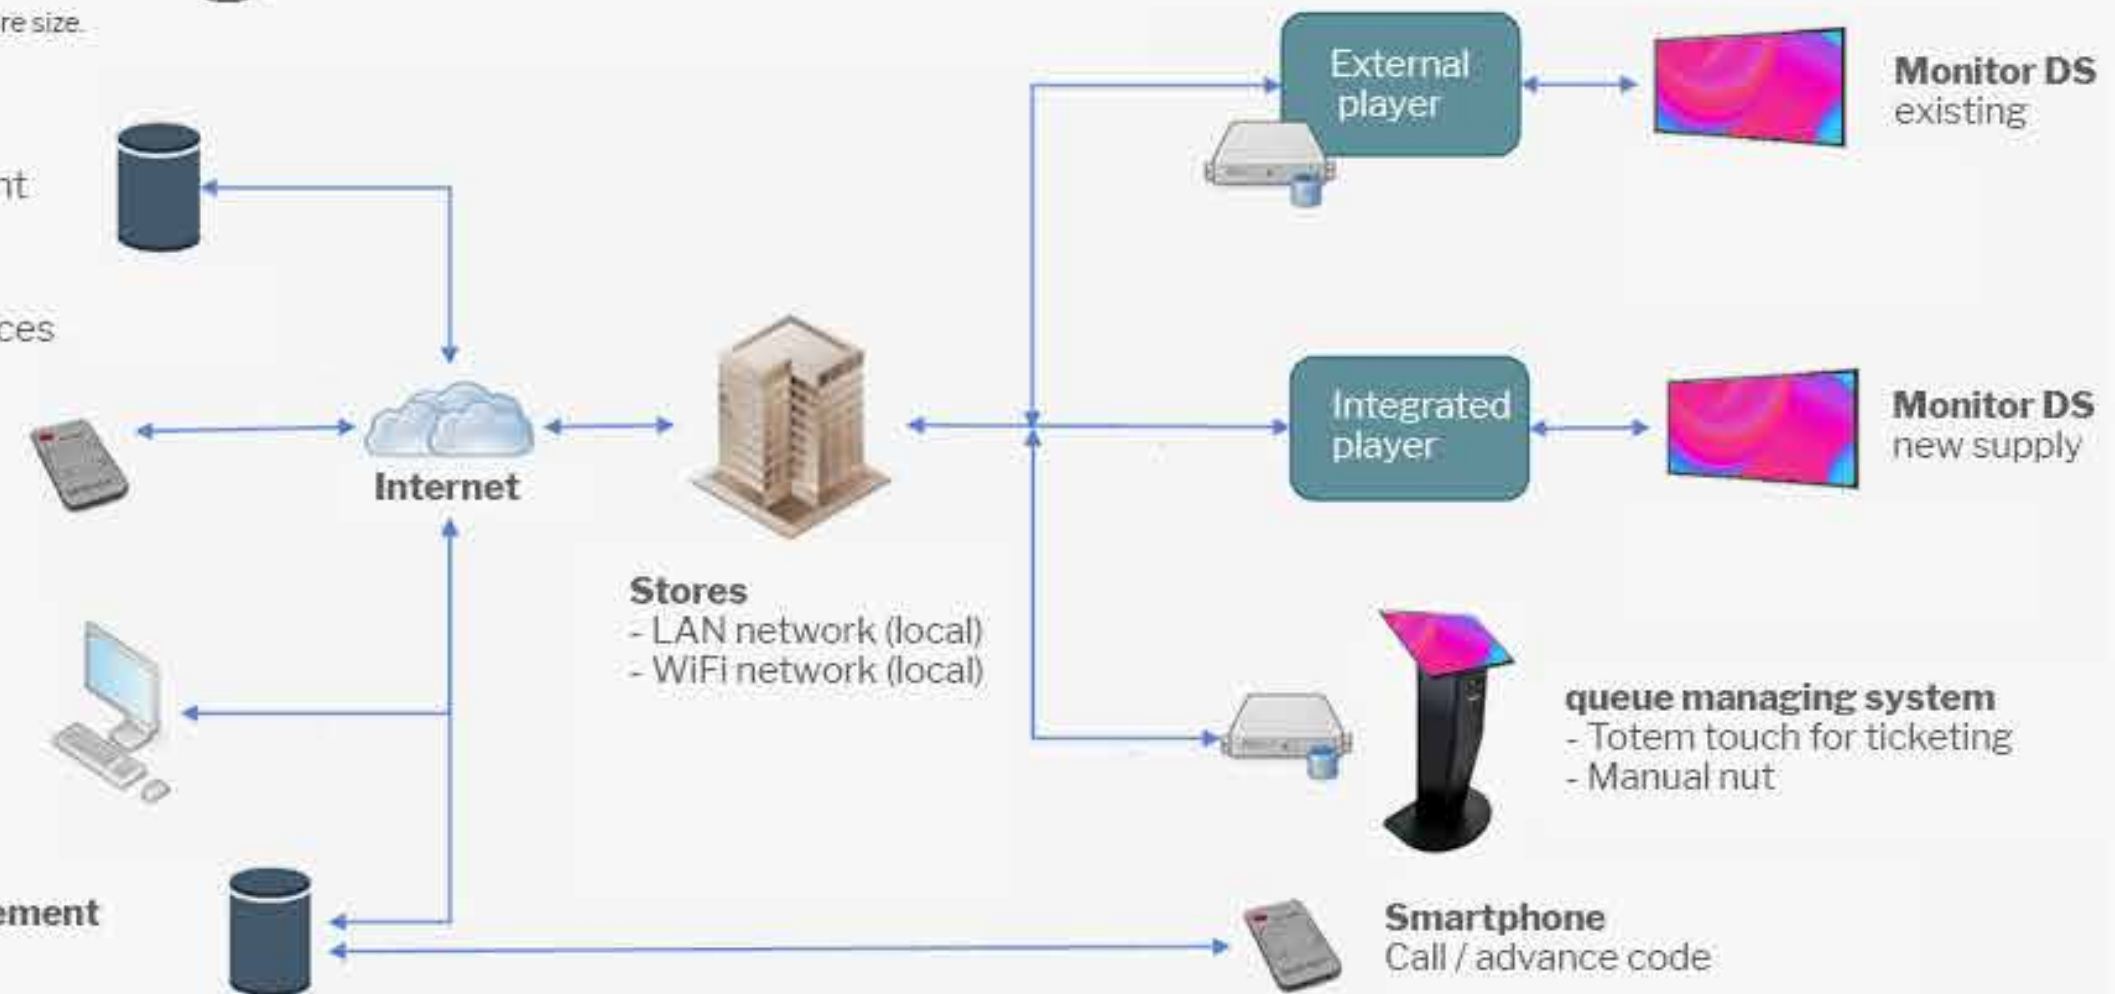 re size.
External
player
Monitor DS
existing
nt
ces
Integrated
player
Monitor DS
new supply
Internet
Stores
- LAN network (local)
- WiFi network (local)
queue managing system
- Totem touch for ticketing
- Manual nut
ement
Smartphone
Call / advance code